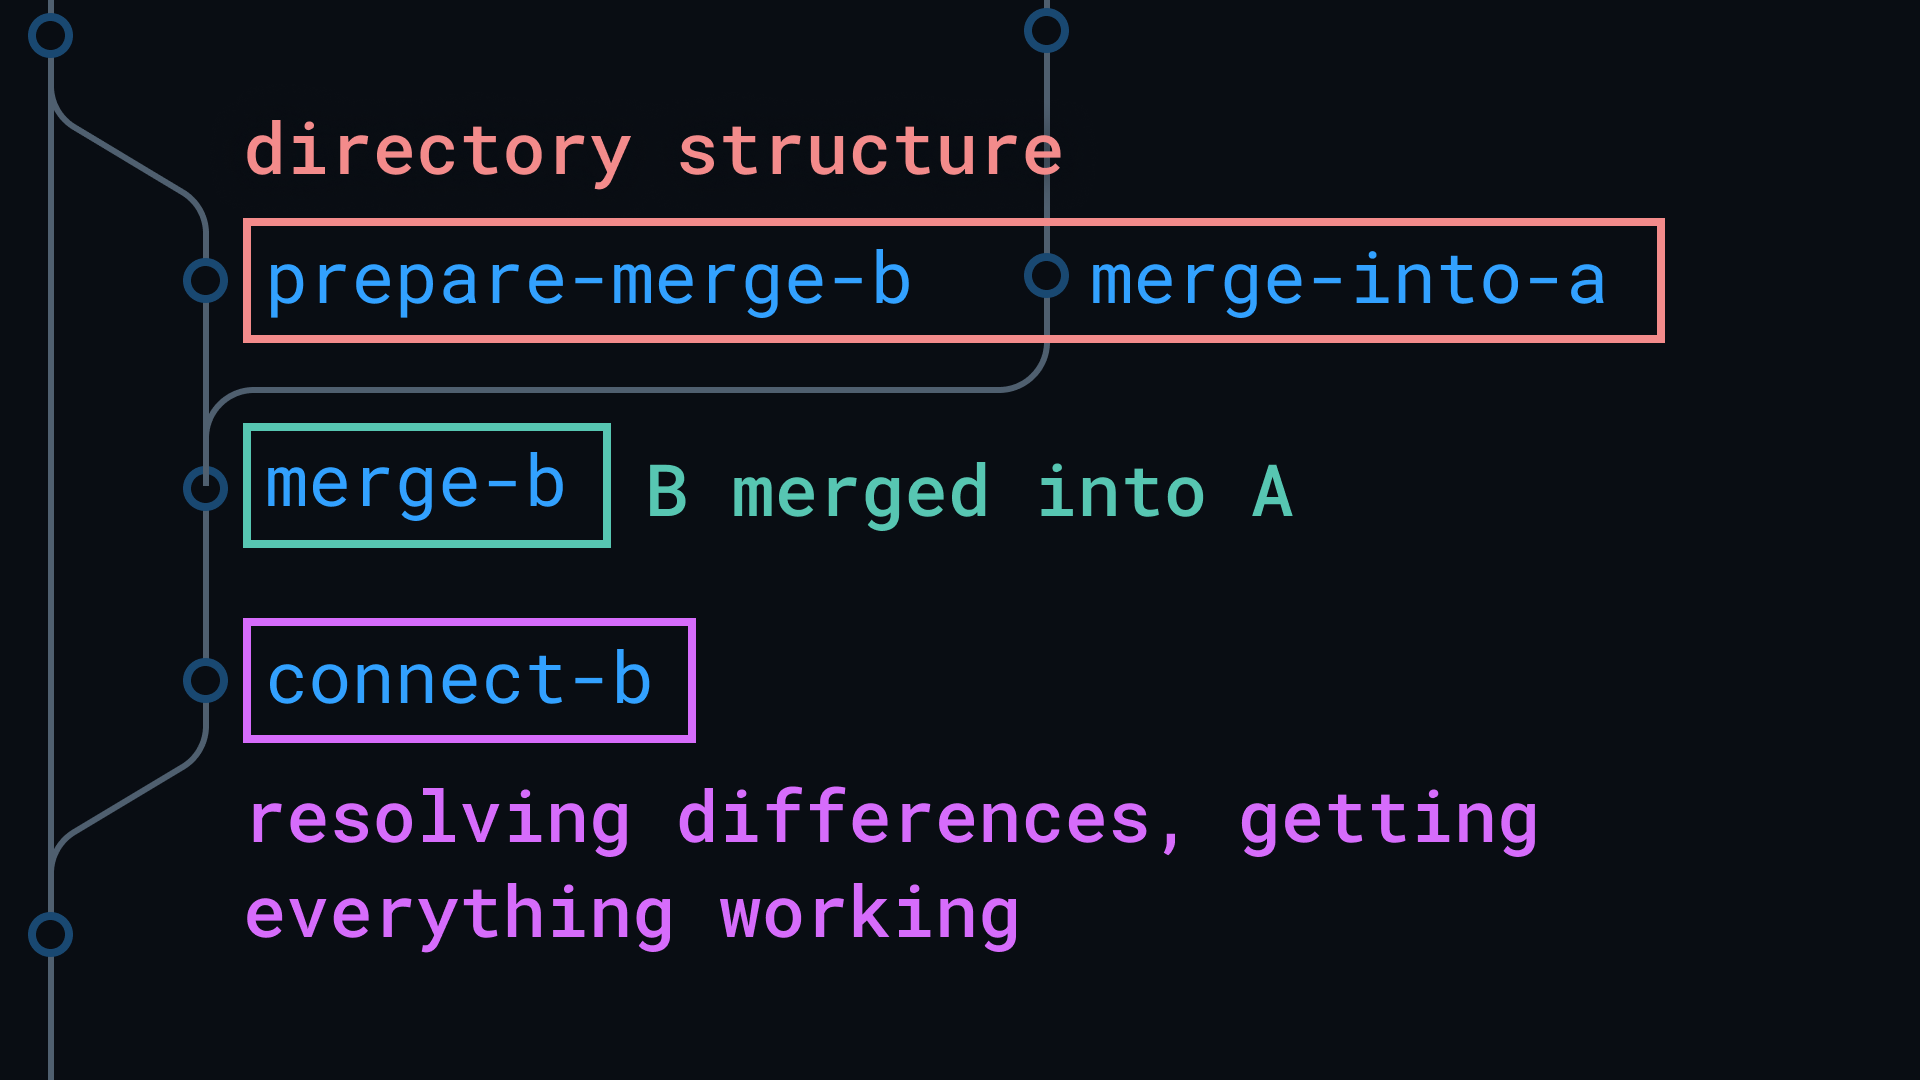 directory structure
prepare-merge-b merge-into-a
merge-b B merged into A
connect-b
resolving differences, getting
everything working